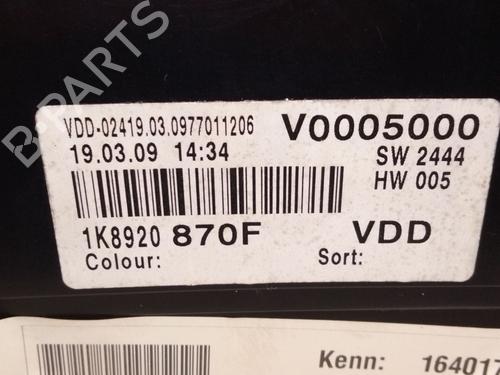 B-PARTS
VDD-02419.03.0977011206 V0005000
19.03.09 14:34 SW 2444
HW 005
1K8920 870F VDD
Colour: Sort:
Kenn: 164017